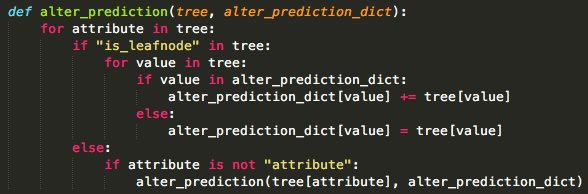 def alter_prediction(tree, alter_prediction_dict):
    for attribute in tree:
        if "is_leafnode" in tree:
            for value in tree:
                if value in alter_prediction_dict:
                    alter_prediction_dict[value] += tree[value]
                else:
                    alter_prediction_dict[value] = tree[value]
        else:
            if attribute is not "attribute":
                alter_prediction(tree[attribute], alter_prediction_dict)